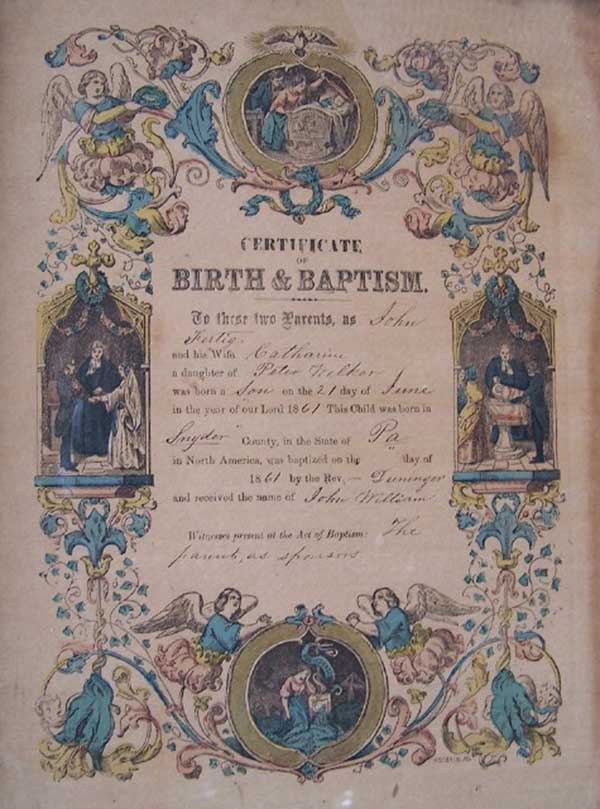 CERTIFICATE
OF
BIRTH & BAPTISM.
To these two Parents, as John
Fertig
and his Wife Catharine
a daughter of Peter Welker
was born a Son on the 21 day of June
in the year of our Lord 1861 This Child was born in
Snyder County, in the State of Pa
in North America, was baptized on the " day of
1861 by the Rev. – Deininger
and received the name of John William
Witnesses present at the Act of Baptism: The
parents, as sponsors